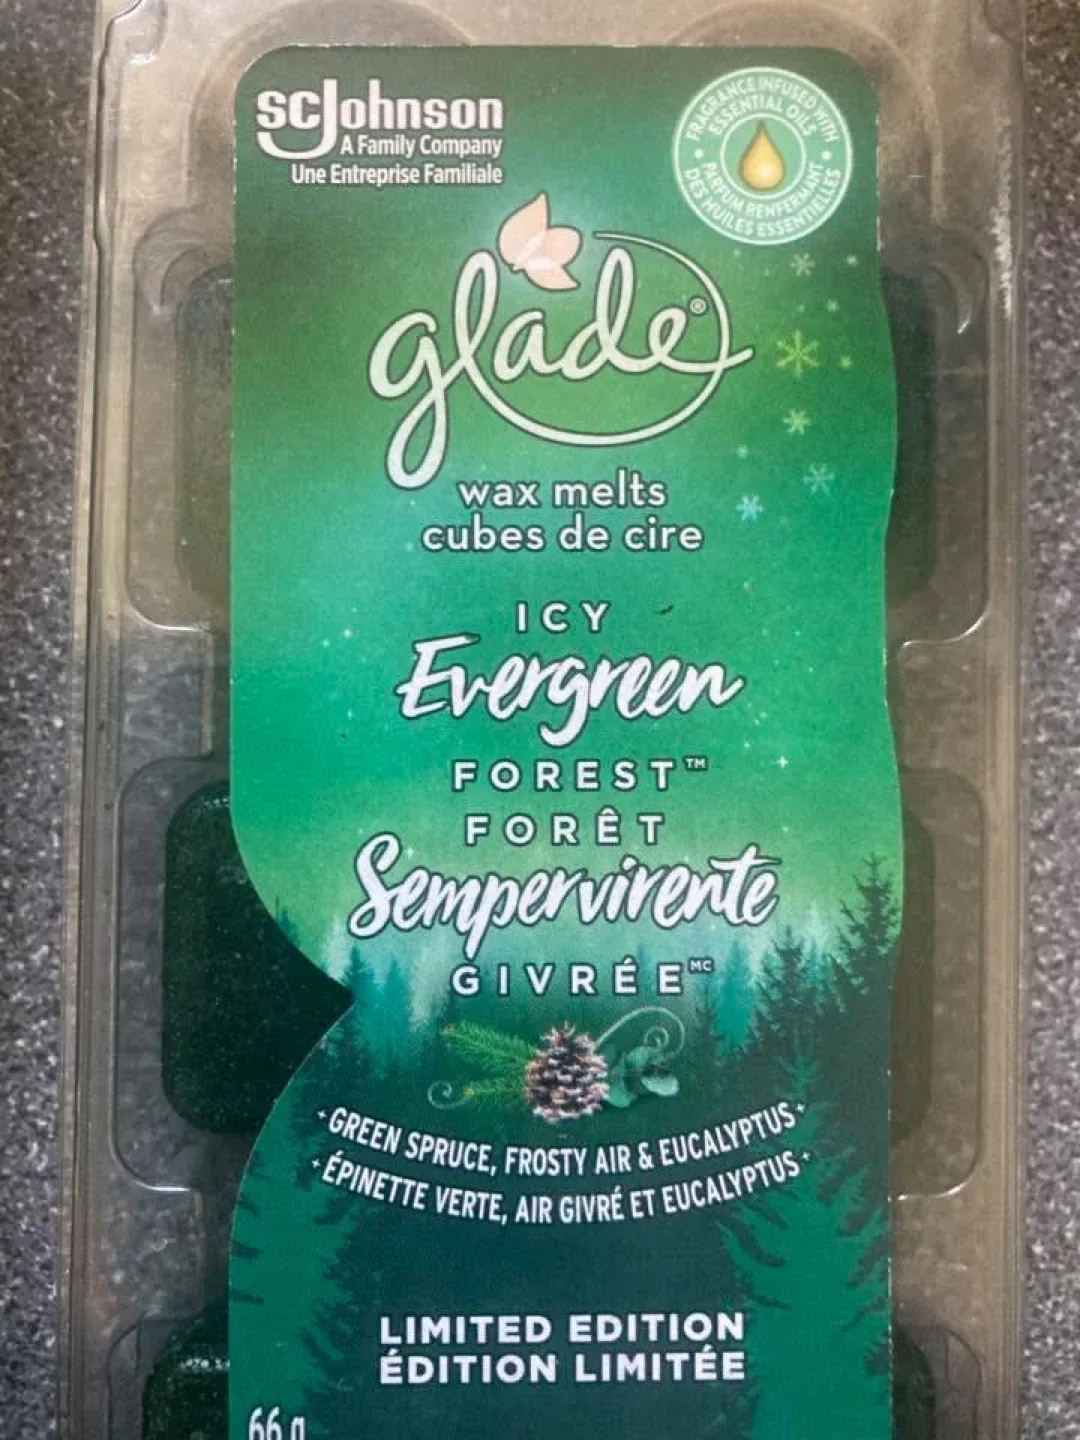 scJohnson
A Family Company
Une Entreprise Familiale
FRAGRANCE INFUSED WITH
ESSENTIAL OILS
PARFUM RENFERMANT
DES HUILES ESSENTIELLES
glade®
wax melts
cubes de cire
ICY
Evergreen
FOREST™
FORÊT
Sempervirente
GIVRÉE MC
GREEN SPRUCE, FROSTY AIR & EUCALYPTUS
ÉPINETTE VERTE, AIR GIVRÉ ET EUCALYPTUS
LIMITED EDITION
ÉDITION LIMITÉE
66 g